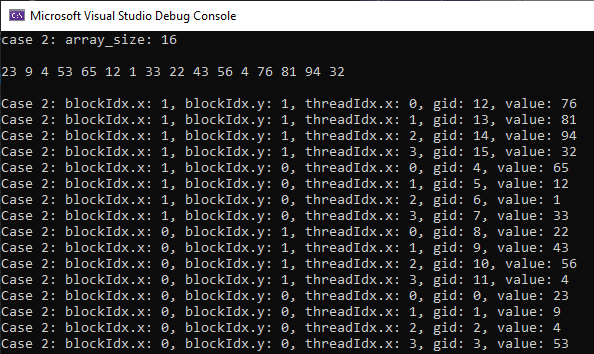 Microsoft Visual Studio Debug Console
case 2: array_size: 16
23 9 4 53 65 12 1 33 22 43 56 4 76 81 94 32
Case 2: blockIdx.x: 1, blockIdx.y: 1, threadIdx.x: 0, gid: 12, value: 76
Case 2: blockIdx.x: 1, blockIdx.y: 1, threadIdx.x: 1, gid: 13, value: 81
Case 2: blockIdx.x: 1, blockIdx.y: 1, threadIdx.x: 2, gid: 14, value: 94
Case 2: blockIdx.x: 1, blockIdx.y: 1, threadIdx.x: 3, gid: 15, value: 32
Case 2: blockIdx.x: 1, blockIdx.y: 0, threadIdx.x: 0, gid: 4, value: 65
Case 2: blockIdx.x: 1, blockIdx.y: 0, threadIdx.x: 1, gid: 5, value: 12
Case 2: blockIdx.x: 1, blockIdx.y: 0, threadIdx.x: 2, gid: 6, value: 1
Case 2: blockIdx.x: 1, blockIdx.y: 0, threadIdx.x: 3, gid: 7, value: 33
Case 2: blockIdx.x: 0, blockIdx.y: 1, threadIdx.x: 0, gid: 8, value: 22
Case 2: blockIdx.x: 0, blockIdx.y: 1, threadIdx.x: 1, gid: 9, value: 43
Case 2: blockIdx.x: 0, blockIdx.y: 1, threadIdx.x: 2, gid: 10, value: 56
Case 2: blockIdx.x: 0, blockIdx.y: 1, threadIdx.x: 3, gid: 11, value: 4
Case 2: blockIdx.x: 0, blockIdx.y: 0, threadIdx.x: 0, gid: 0, value: 23
Case 2: blockIdx.x: 0, blockIdx.y: 0, threadIdx.x: 1, gid: 1, value: 9
Case 2: blockIdx.x: 0, blockIdx.y: 0, threadIdx.x: 2, gid: 2, value: 4
Case 2: blockIdx.x: 0, blockIdx.y: 0, threadIdx.x: 3, gid: 3, value: 53